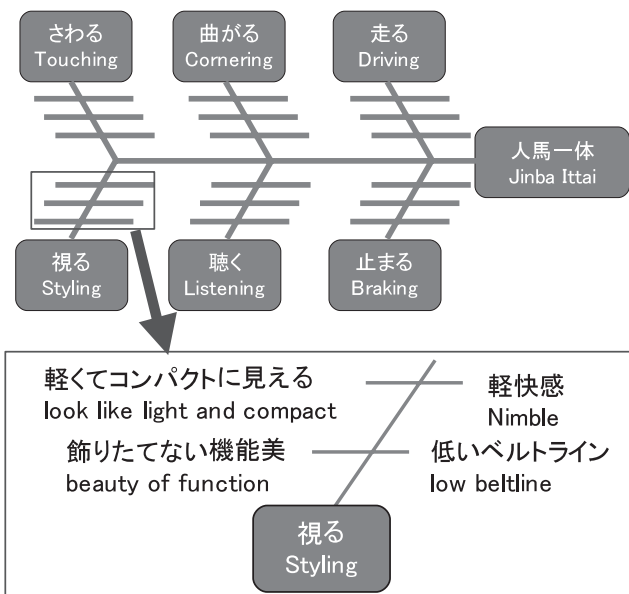 さわる
Touching
曲がる
Cornering
走る
Driving
人馬一体
Jinba Ittai
視る
Styling
聴く
Listening
止まる
Braking
軽くてコンパクトに見える
look like light and compact
軽快感
Nimble
飾りたてない機能美
beauty of function
低いベルトライン
low beltline
視る
Styling